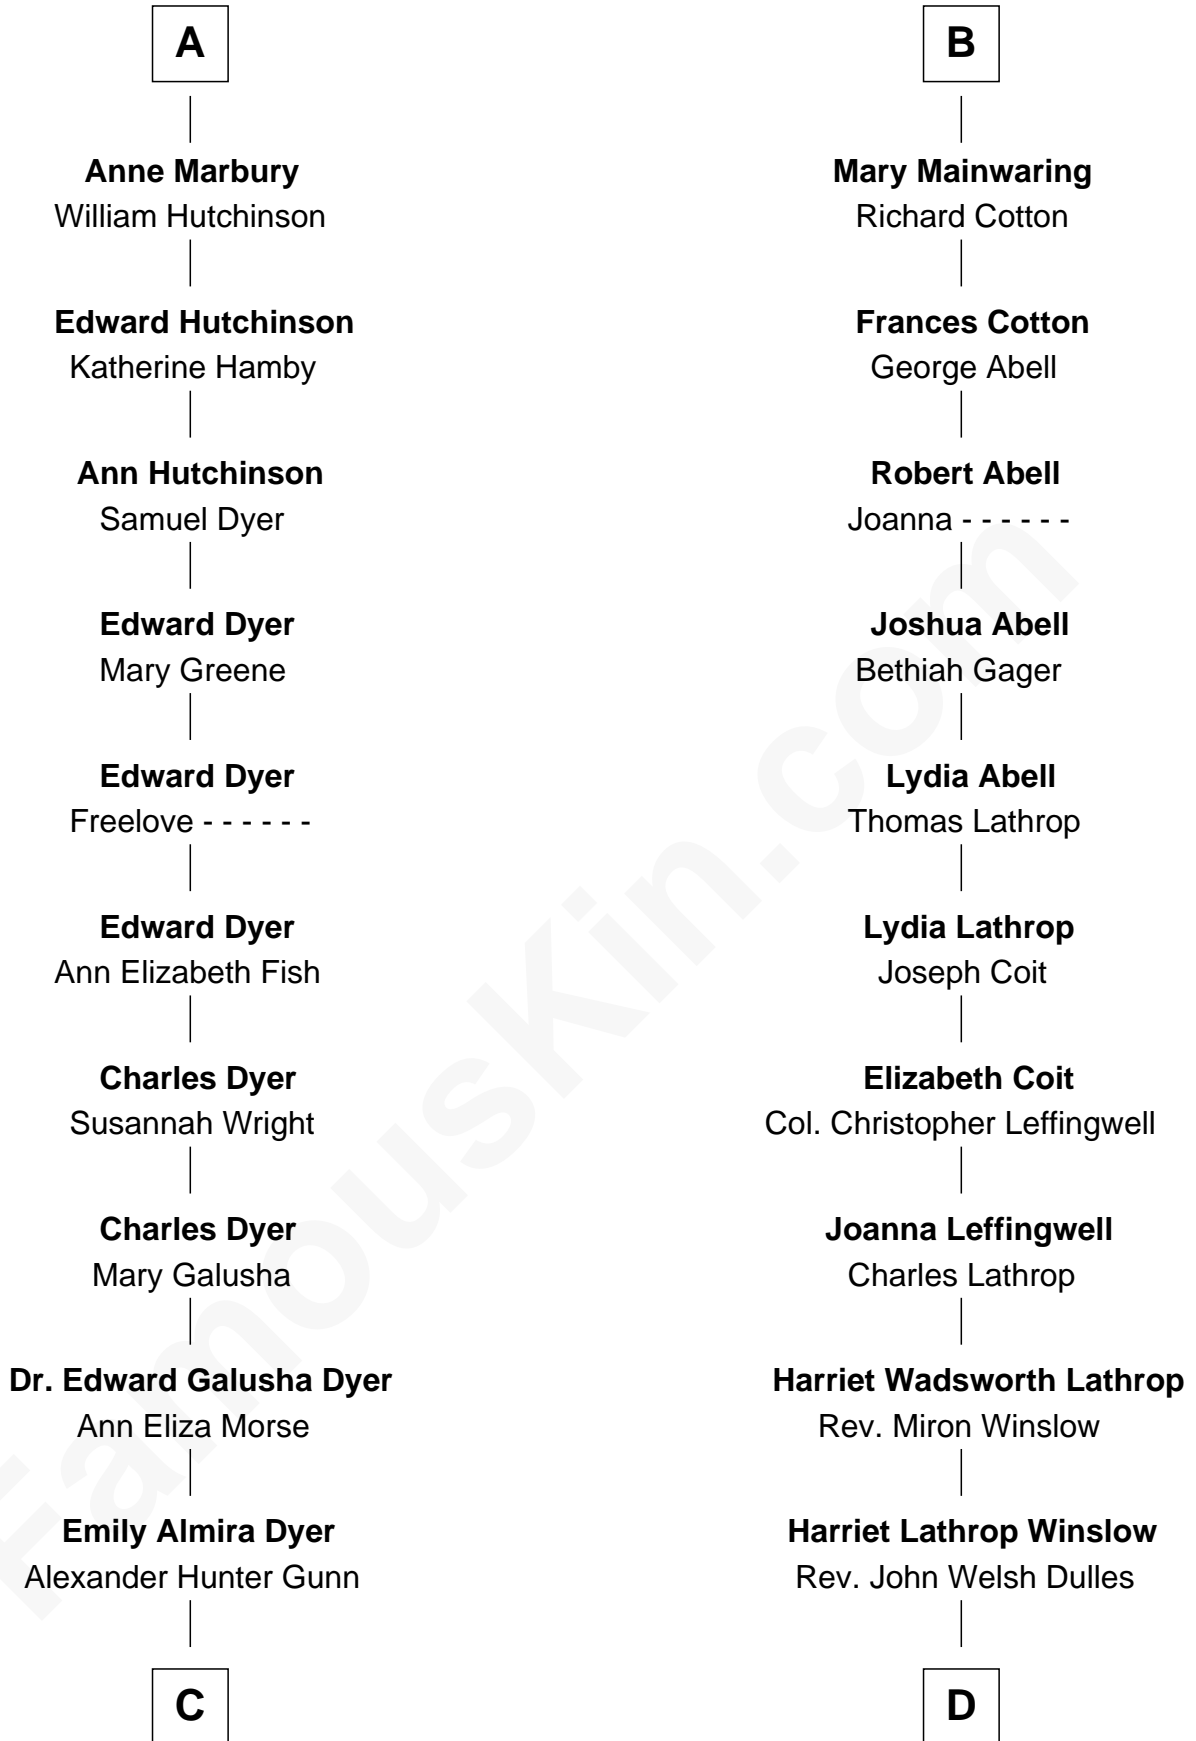 A
Anne Marbury
William Hutchinson
Edward Hutchinson
Katherine Hamby
Ann Hutchinson
Samuel Dyer
Edward Dyer
Mary Greene
Edward Dyer
Freelove - - - - - -
Edward Dyer
Ann Elizabeth Fish
Charles Dyer
Susannah Wright
Charles Dyer
Mary Galusha
Dr. Edward Galusha Dyer
Ann Eliza Morse
Emily Almira Dyer
Alexander Hunter Gunn
C
B
Mary Mainwaring
Richard Cotton
Frances Cotton
George Abell
Robert Abell
Joanna - - - - - -
Joshua Abell
Bethiah Gager
Lydia Abell
Thomas Lathrop
Lydia Lathrop
Joseph Coit
Elizabeth Coit
Col. Christopher Leffingwell
Joanna Leffingwell
Charles Lathrop
Harriet Wadsworth Lathrop
Rev. Miron Winslow
Harriet Lathrop Winslow
Rev. John Welsh Dulles
D
FamousKin.com